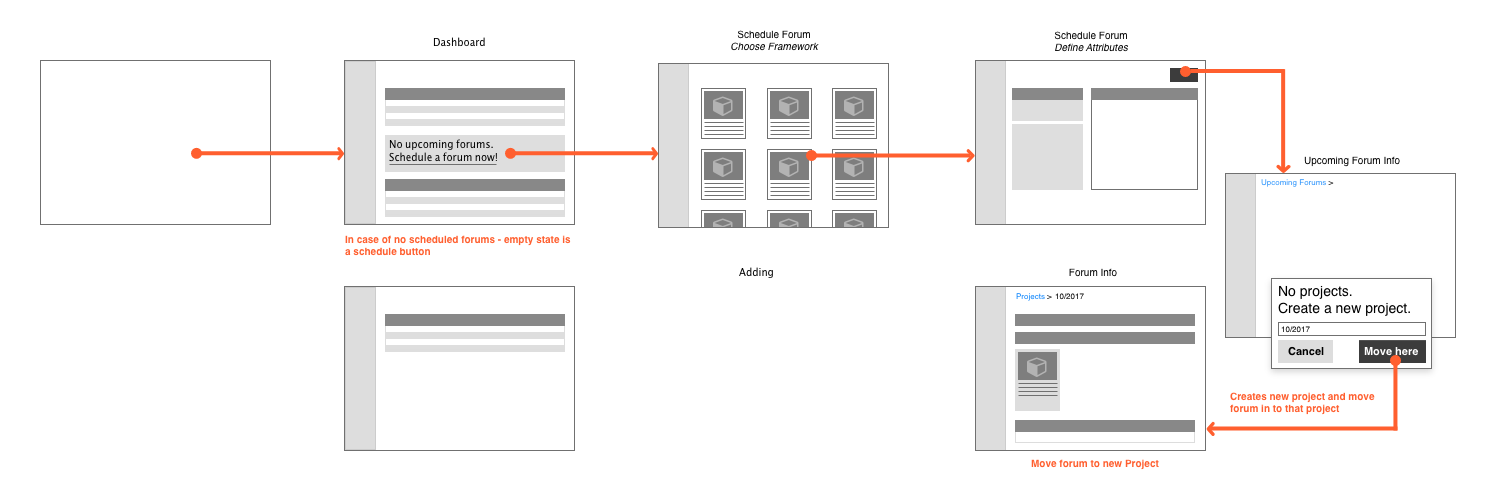 Dashboard
Schedule Forum
Choose Framework
Schedule Forum
Define Attributes
No upcoming forums.
Schedule a forum now!
In case of no scheduled forums - empty state is
a schedule button
Upcoming Forum Info
Upcoming Forums >
Adding
Forum Info
Projects > 10/2017
No projects.
Create a new project.
10/2017
Cancel
Move here
Creates new project and move
forum in to that project
Move forum to new Project